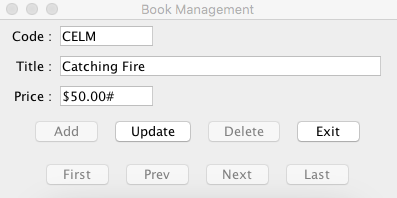 Book Management
Code : CELM
Title : Catching Fire
Price : $50.00#
Add Update Delete Exit
First Prev Next Last